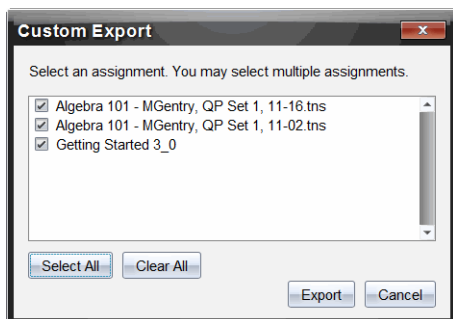 Custom Export
Select an assignment. You may select multiple assignments.
Algebra 101 - MGentry, QP Set 1, 11-16.tns
Algebra 101 - MGentry, QP Set 1, 11-02.tns
Getting Started 3_0
Select All Clear All
Export Cancel